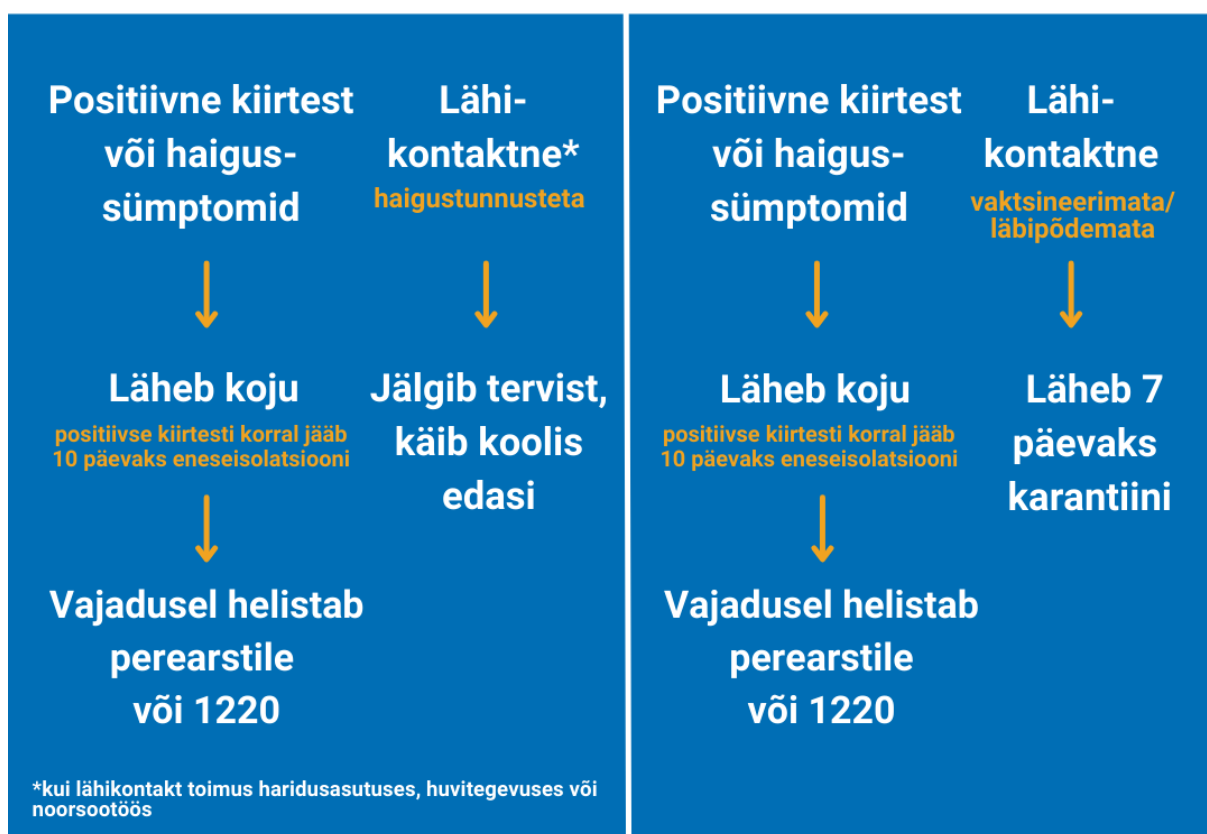 Positiivne kiirtest
või haigus-
sümptomid
Läheb koju
positiivse kiirtesti korral jääb
10 päevaks eneseisolatsiooni
Vajadusel helistab
perearstile
või 1220
Lähi-
kontaktne*
haigustunnusteta
Jälgib tervist,
käib koolis
edasi
*kui lähikontakt toimus haridusasutuses, huvitegevuses või
noorsootöös
Positiivne kiirtest
või haigus-
sümptomid
Läheb koju
positiivse kiirtesti korral jääb
10 päevaks eneseisolatsiooni
Vajadusel helistab
perearstile
või 1220
Lähi-
kontaktne
vaktsineerimata/
läbipõdemata
Läheb 7
päevaks
karantiini